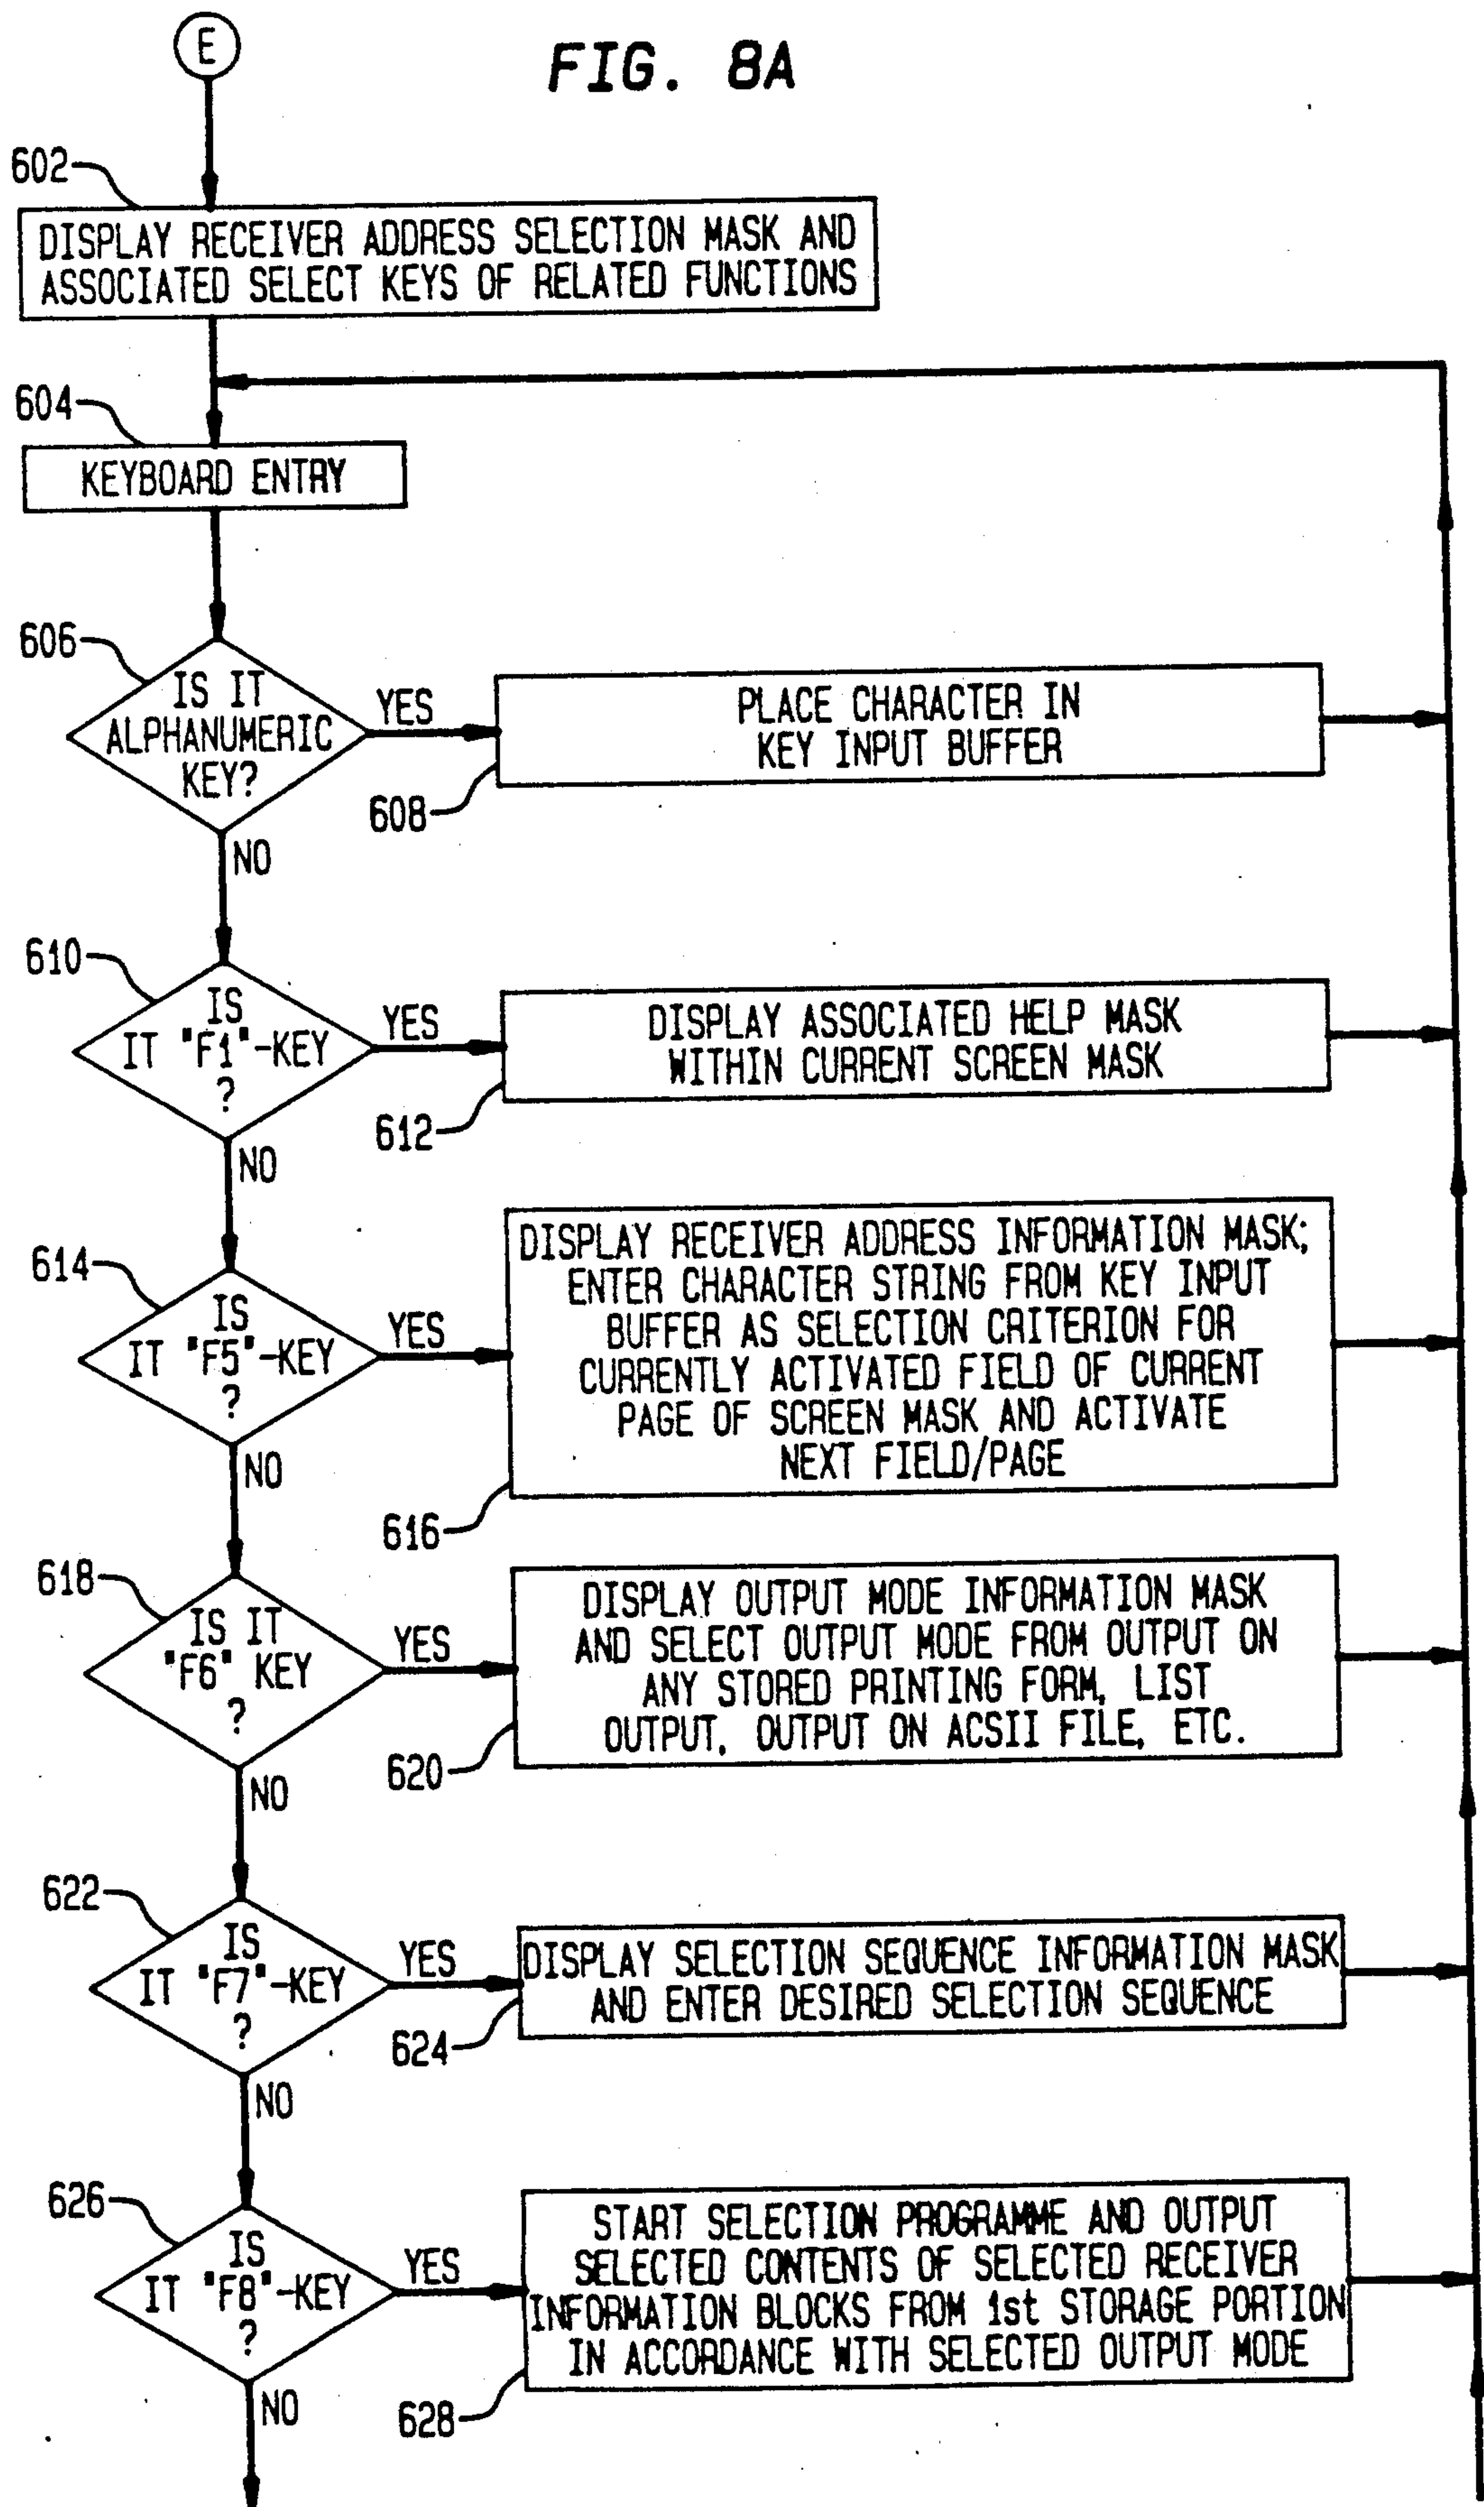 E
FIG. 8A
602
DISPLAY RECEIVER ADDRESS SELECTION MASK AND
ASSOCIATED SELECT KEYS OF RELATED FUNCTIONS
604
KEYBOARD ENTRY
606
IS IT
ALPHANUMERIC
KEY?
YES
PLACE CHARACTER IN
KEY INPUT BUFFER
608
NO
610
IS
IT "F1"-KEY
?
YES
DISPLAY ASSOCIATED HELP MASK
WITHIN CURRENT SCREEN MASK
612
NO
614
IS
IT "F5"-KEY
?
YES
DISPLAY RECEIVER ADDRESS INFORMATION MASK;
ENTER CHARACTER STRING FROM KEY INPUT
BUFFER AS SELECTION CRITERION FOR
CURRENTLY ACTIVATED FIELD OF CURRENT
PAGE OF SCREEN MASK AND ACTIVATE
NEXT FIELD/PAGE
616
NO
618
IS IT
"F6" KEY
?
YES
DISPLAY OUTPUT MODE INFORMATION MASK
AND SELECT OUTPUT MODE FROM OUTPUT ON
ANY STORED PRINTING FORM, LIST
OUTPUT, OUTPUT ON ACSII FILE, ETC.
620
NO
622
IS
IT "F7"-KEY
?
YES
DISPLAY SELECTION SEQUENCE INFORMATION MASK
AND ENTER DESIRED SELECTION SEQUENCE
624
NO
626
IS
IT "F8"-KEY
?
YES
START SELECTION PROGRAMME AND OUTPUT
SELECTED CONTENTS OF SELECTED RECEIVER
INFORMATION BLOCKS FROM 1st STORAGE PORTION
IN ACCORDANCE WITH SELECTED OUTPUT MODE
628
NO